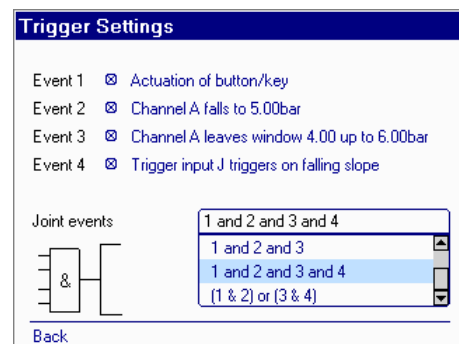 Trigger Settings
Event 1 Actuation of button/key
Event 2 Channel A falls to 5.00bar
Event 3 Channel A leaves window 4.00 up to 6.00bar
Event 4 Trigger input J triggers on falling slope
Joint events 1 and 2 and 3 and 4
1 and 2 and 3
1 and 2 and 3 and 4
(1 & 2) or (3 & 4)
&
Back